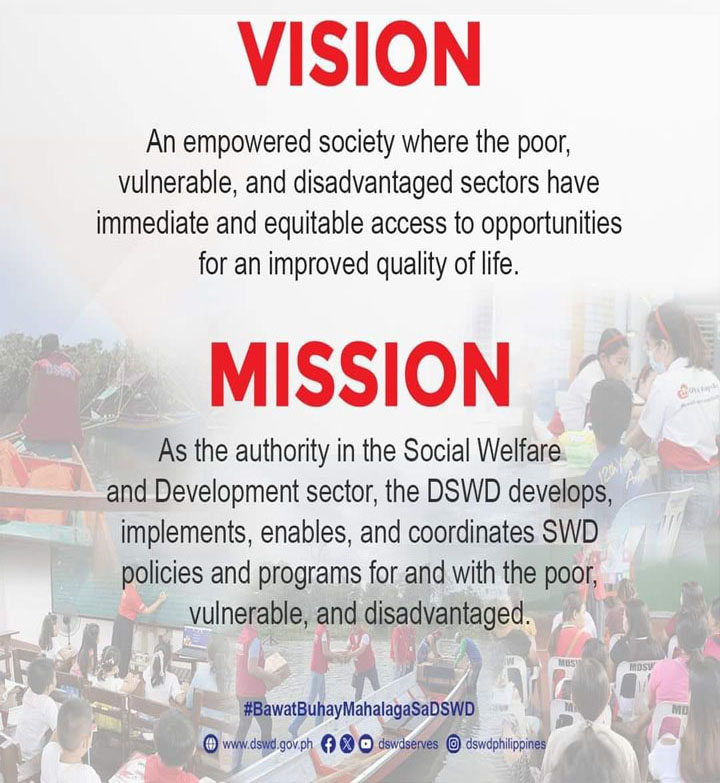 VISION
An empowered society where the poor,
vulnerable, and disadvantaged sectors have
immediate and equitable access to opportunities
for an improved quality of life.
MISSION
As the authority in the Social Welfare
and Development sector, the DSWD develops,
implements, enables, and coordinates SWD
policies and programs for and with the poor,
vulnerable, and disadvantaged.
#BawatBuhayMahalagaSaDSWD
www.dswd.gov.ph dswdserves dswdphilippines